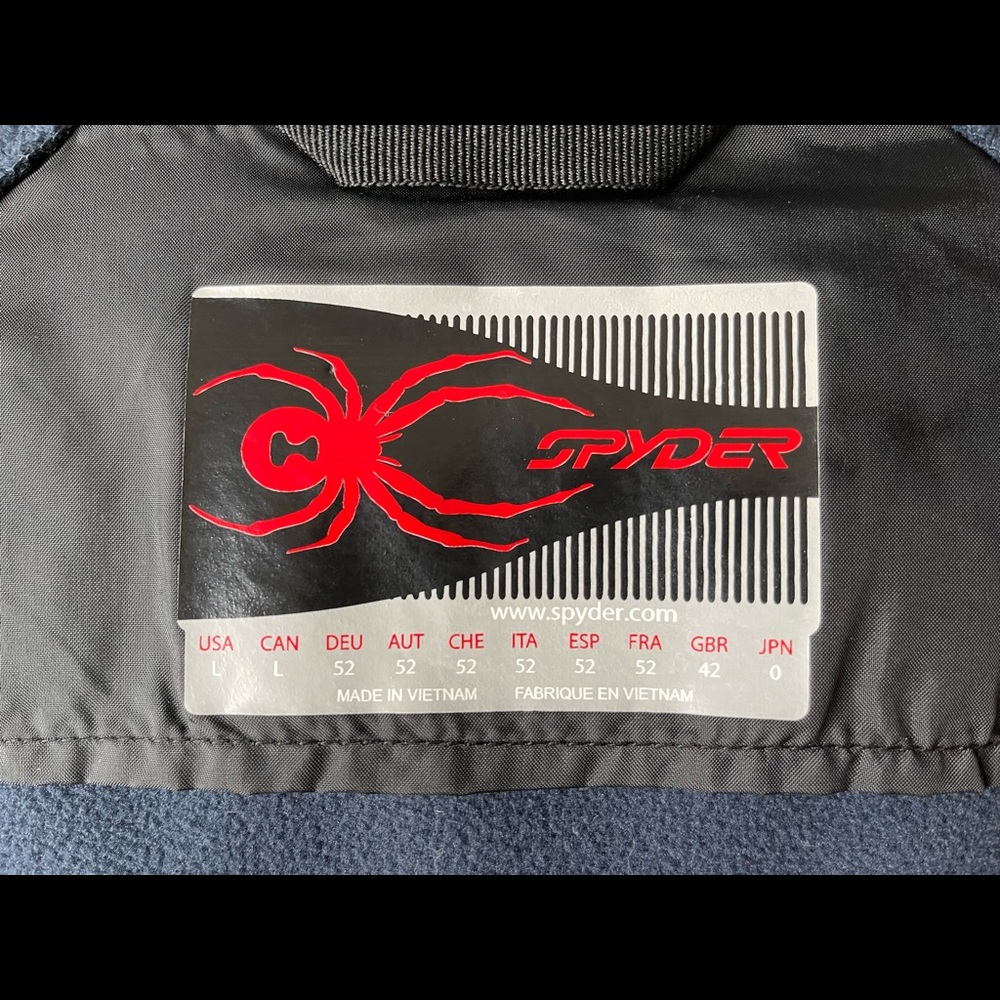 SPYDER
www.spyder.com
USA CAN DEU AUT CHE ITA ESP FRA GBR JPN
L L 52 52 52 52 52 52 42 0
MADE IN VIETNAM FABRIQUE EN VIETNAM